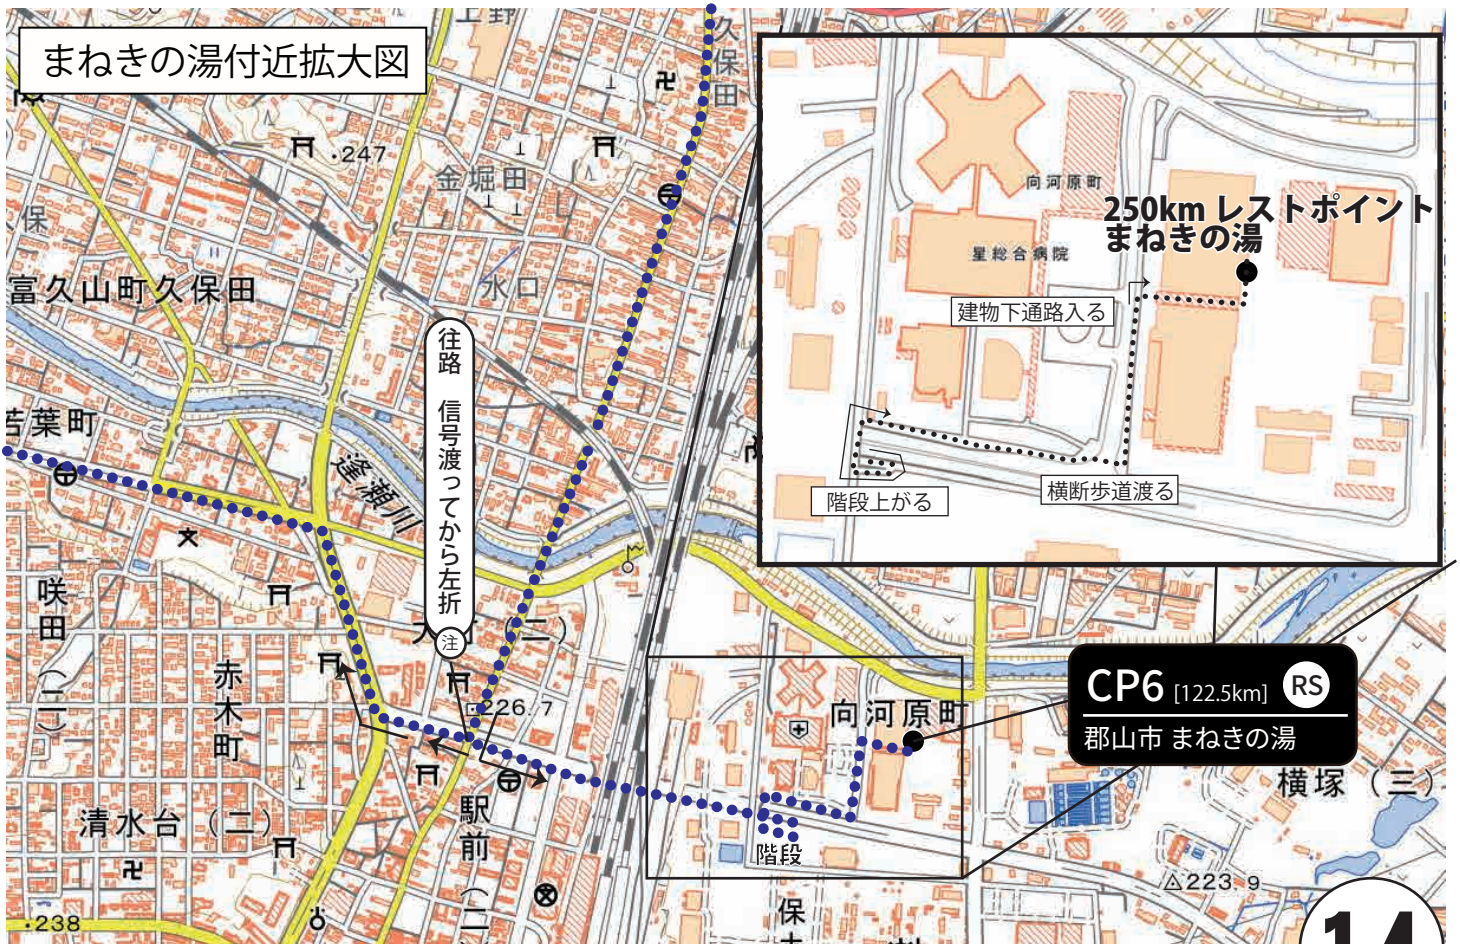 まねきの湯付近拡大図
上野
久保田
・247
金堀田
水口
富久山町久保田
若葉町
逢瀬川
往路 信号渡ってから左折
注
咲田(二)
赤木町
226.7
清水台(二)
駅前(二)
・238
向河原町
階段
横塚(三)
223.9
向河原町
250km レストポイント
まねきの湯
星総合病院
建物下通路入る
階段上がる
横断歩道渡る
CP6 [122.5km] RS
郡山市 まねきの湯
14